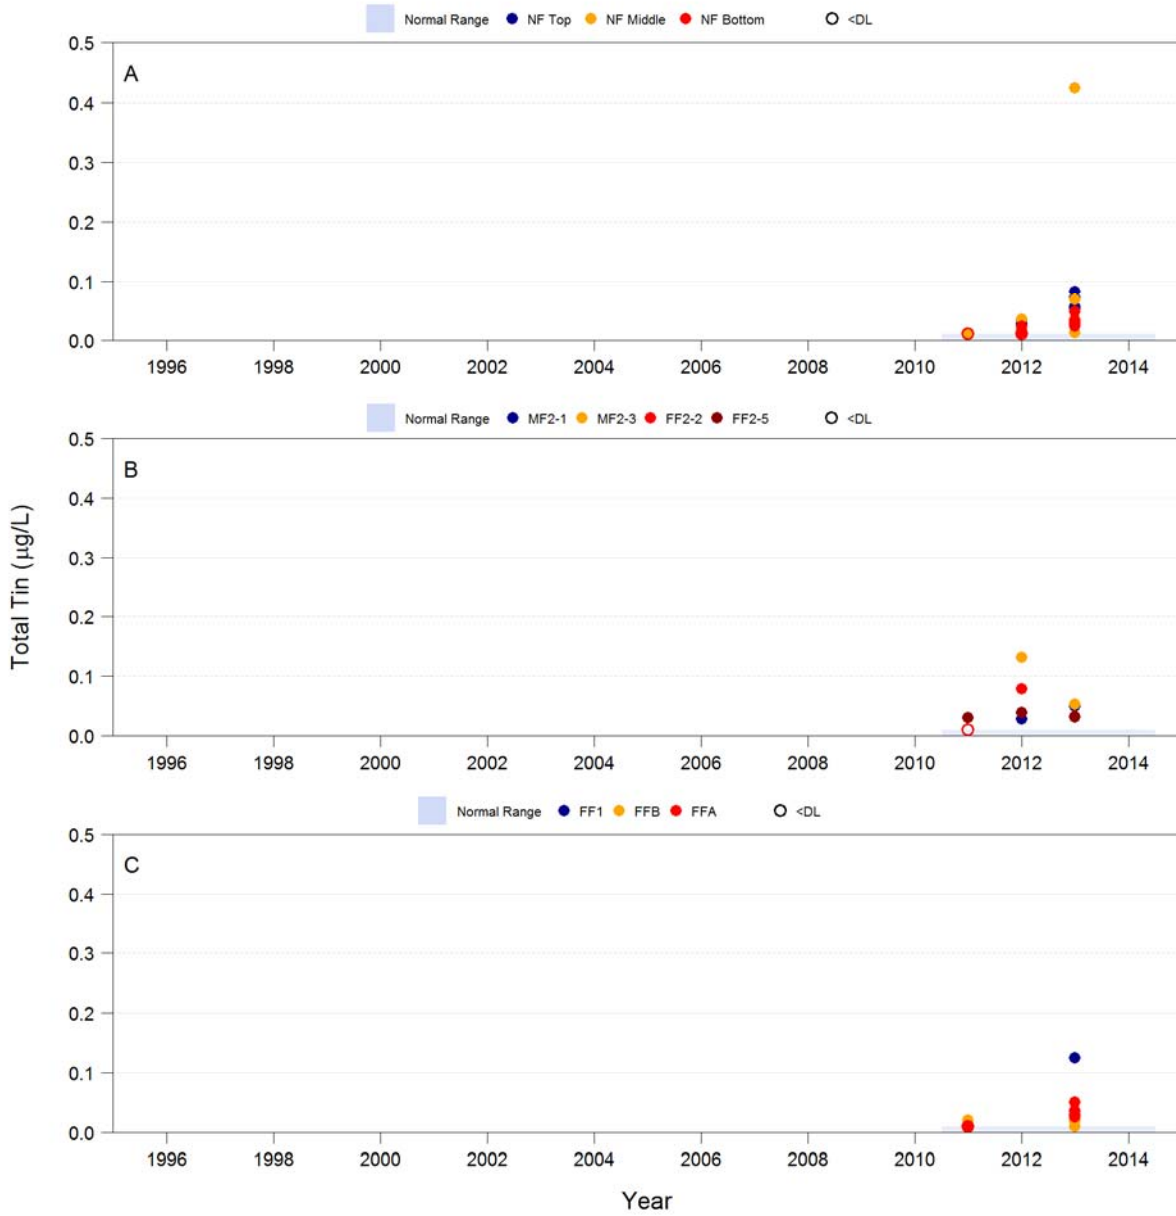 Normal Range NF Top NF Middle NF Bottom <DL
A
0.5
0.4
0.3
0.2
0.1
0.0
1996 1998 2000 2002 2004 2006 2008 2010 2012 2014
Normal Range MF2-1 MF2-3 FF2-2 FF2-5 <DL
B
0.5
0.4
0.3
0.2
0.1
0.0
1996 1998 2000 2002 2004 2006 2008 2010 2012 2014
Total Tin (µg/L)
Normal Range FF1 FFB FFA <DL
C
0.5
0.4
0.3
0.2
0.1
0.0
1996 1998 2000 2002 2004 2006 2008 2010 2012 2014
Year